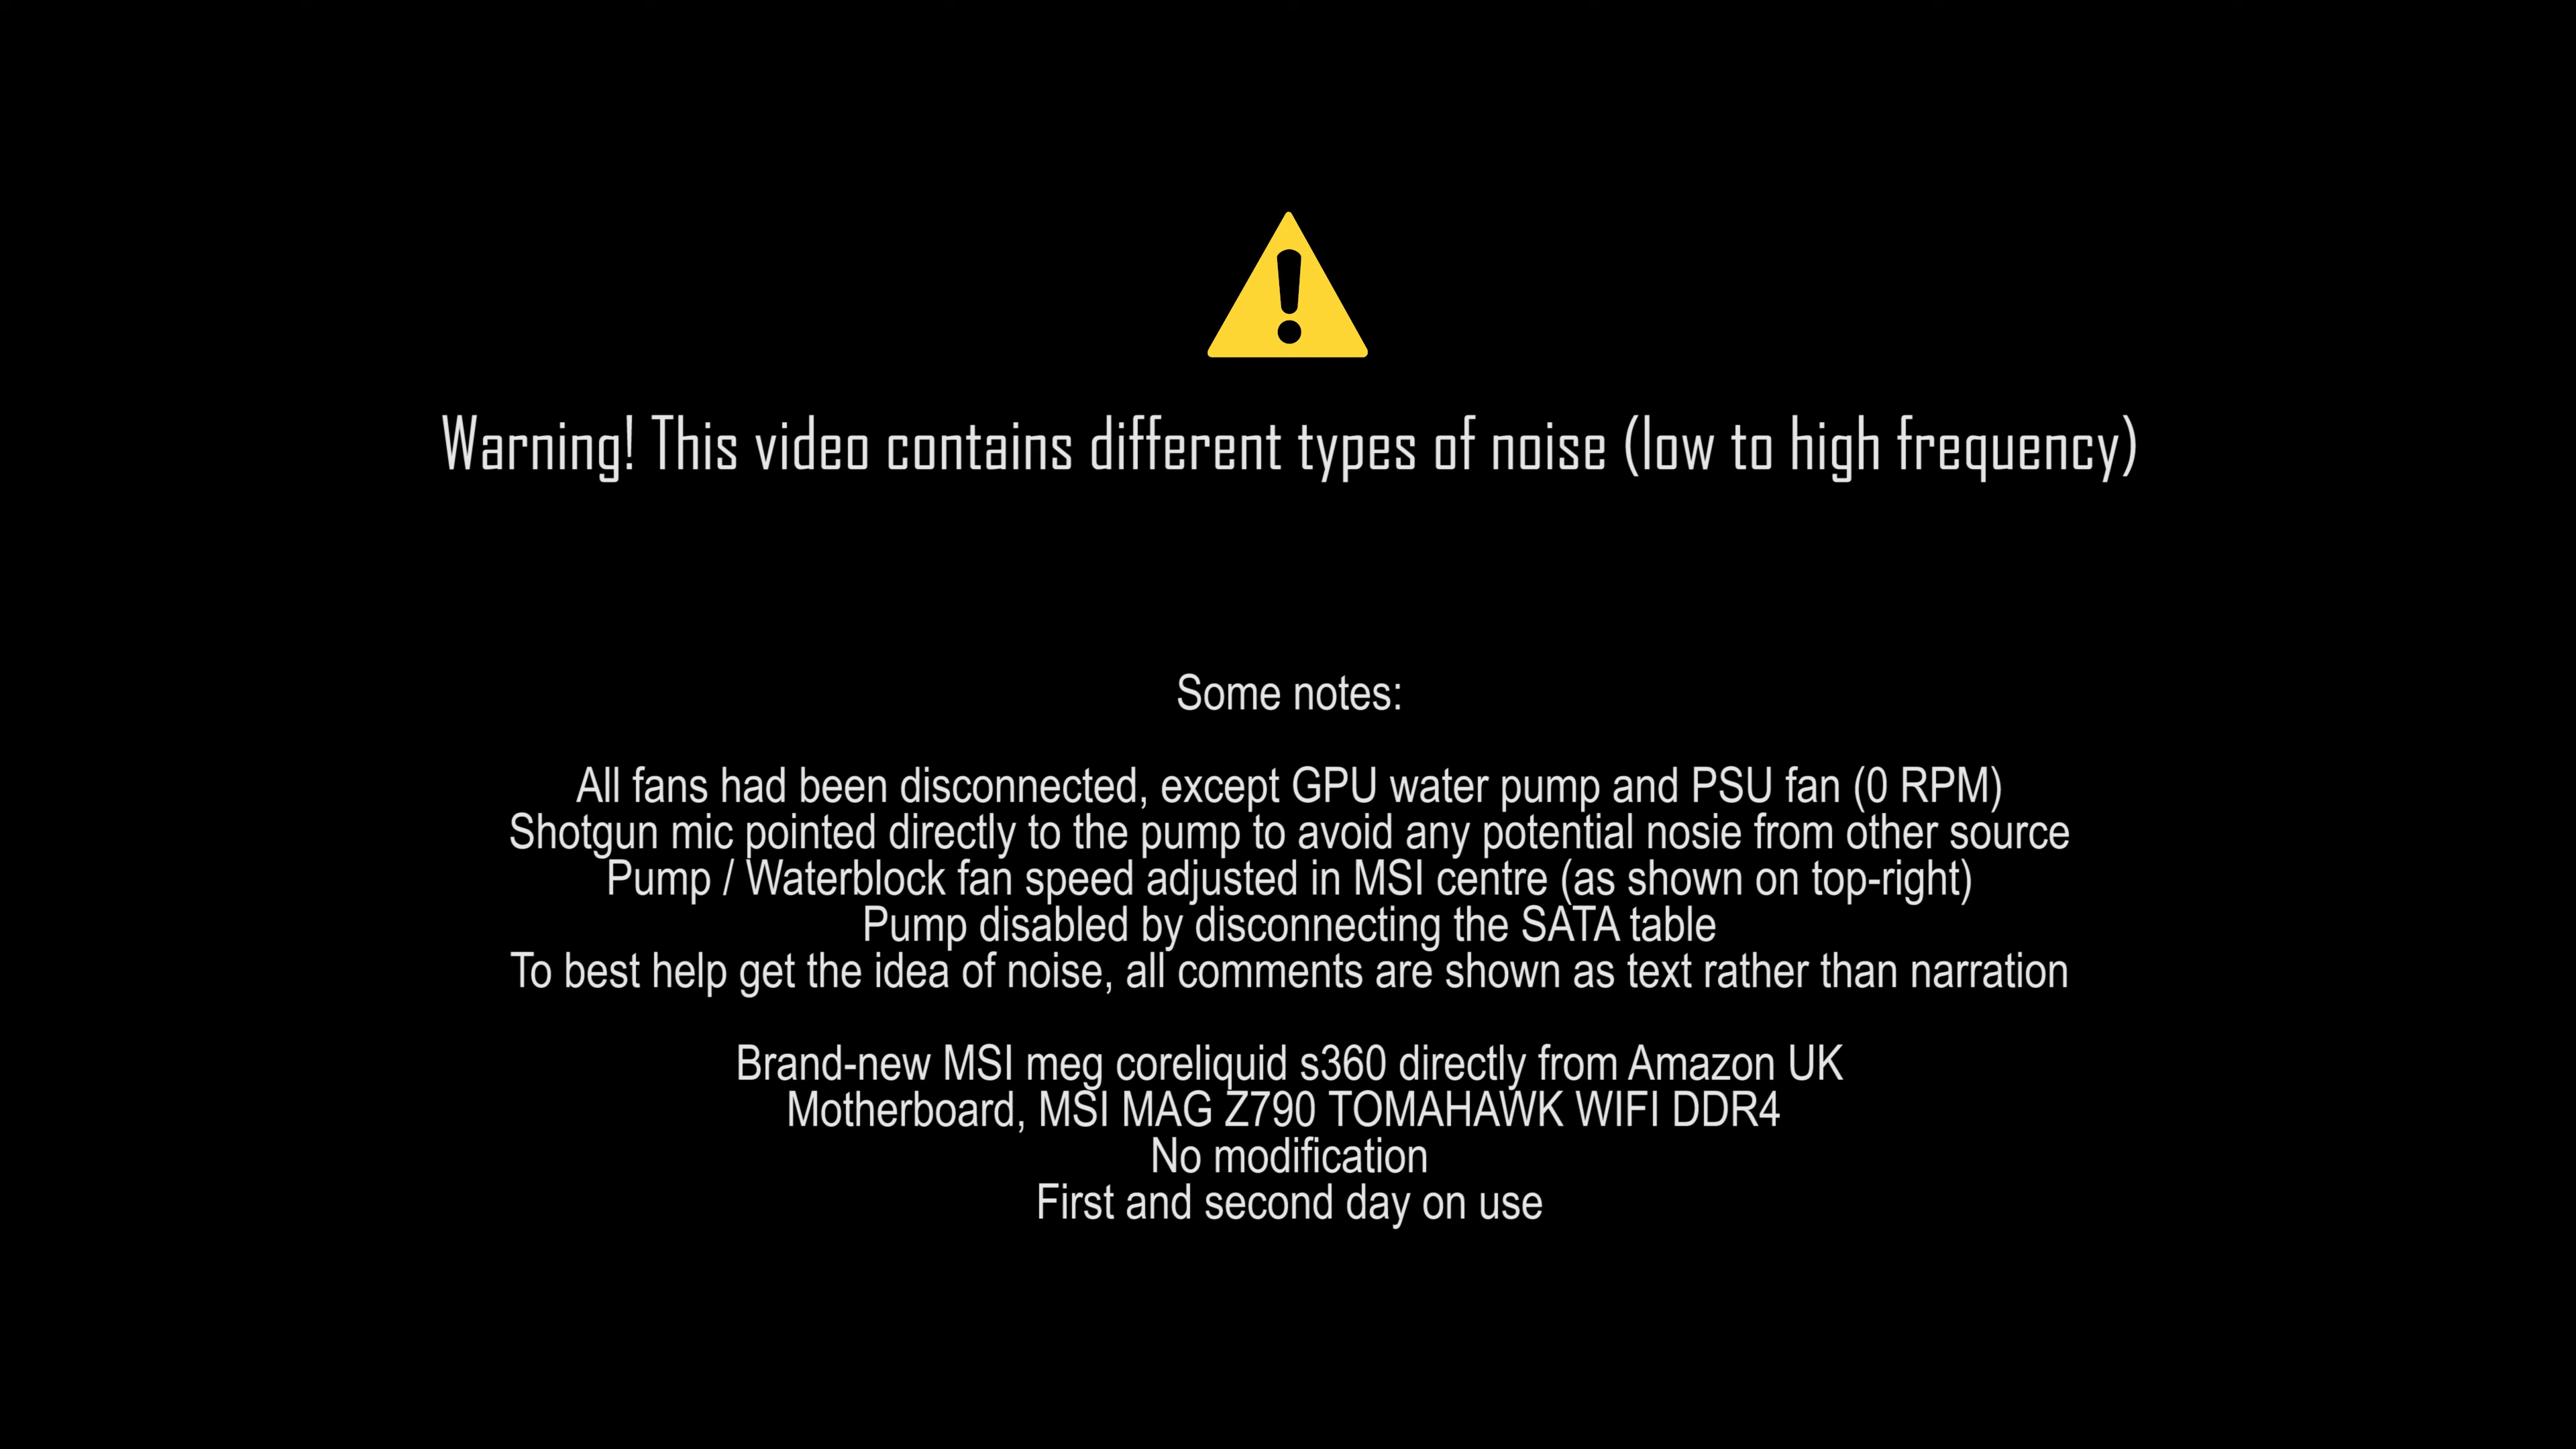 Warning! This video contains different types of noise (low to high frequency)
Some notes:
All fans had been disconnected, except GPU water pump and PSU fan (0 RPM)
Shotgun mic pointed directly to the pump to avoid any potential nosie from other source
Pump / Waterblock fan speed adjusted in MSI centre (as shown on top-right)
Pump disabled by disconnecting the SATA table
To best help get the idea of noise, all comments are shown as text rather than narration
Brand-new MSI meg coreliquid s360 directly from Amazon UK
Motherboard, MSI MAG Z790 TOMAHAWK WIFI DDR4
No modification
First and second day on use